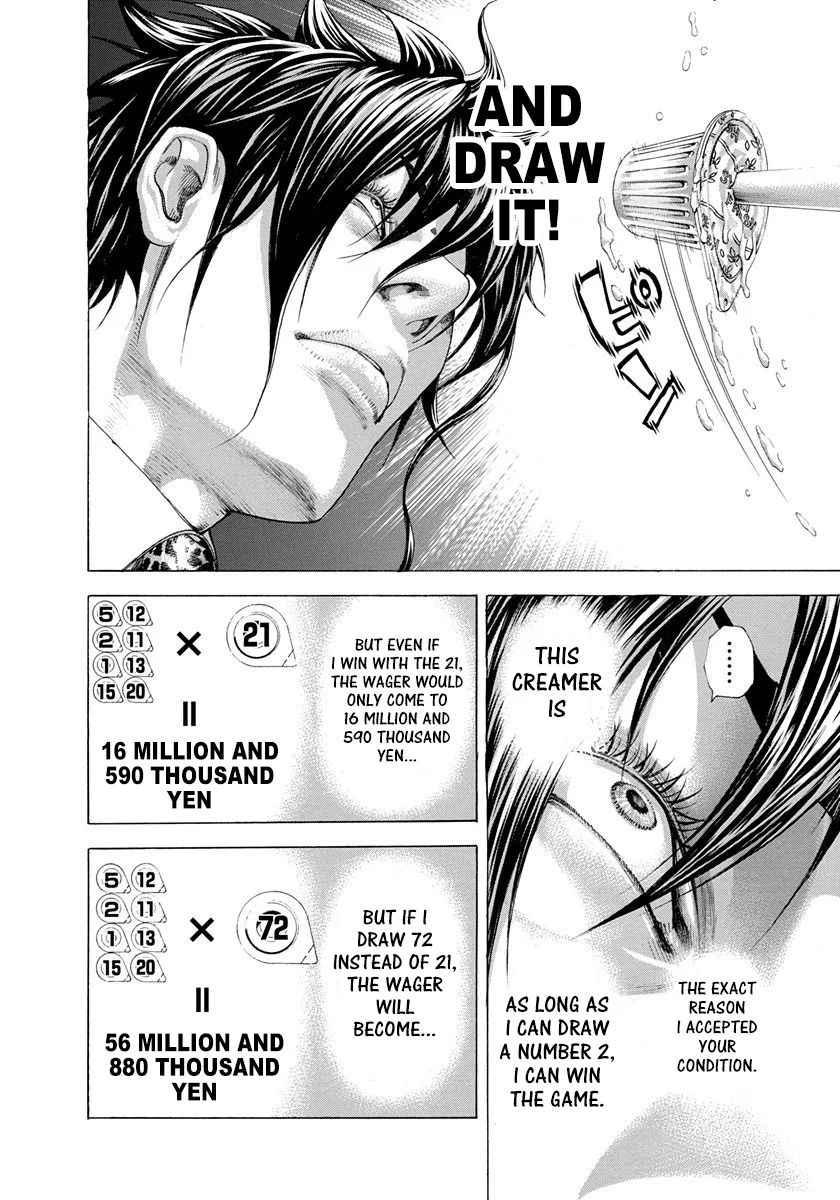 AND
DRAW
IT!
ピーン
THIS
CREAMER
IS
......
THE EXACT
REASON
I ACCEPTED
YOUR
CONDITION.
AS LONG AS
I CAN DRAW
A NUMBER 2,
I CAN WIN
THE GAME.
BUT EVEN IF
I WIN WITH THE 21,
THE WAGER WOULD
ONLY COME TO
16 MILLION AND
590 THOUSAND
YEN...
5 12
2 11
1 13
15 20
× 21
=
16 MILLION AND
590 THOUSAND
YEN
BUT IF I
DRAW 72
INSTEAD OF 21,
THE WAGER
WILL
BECOME...
5 12
2 11
1 13
15 20
× 72
=
56 MILLION AND
880 THOUSAND
YEN